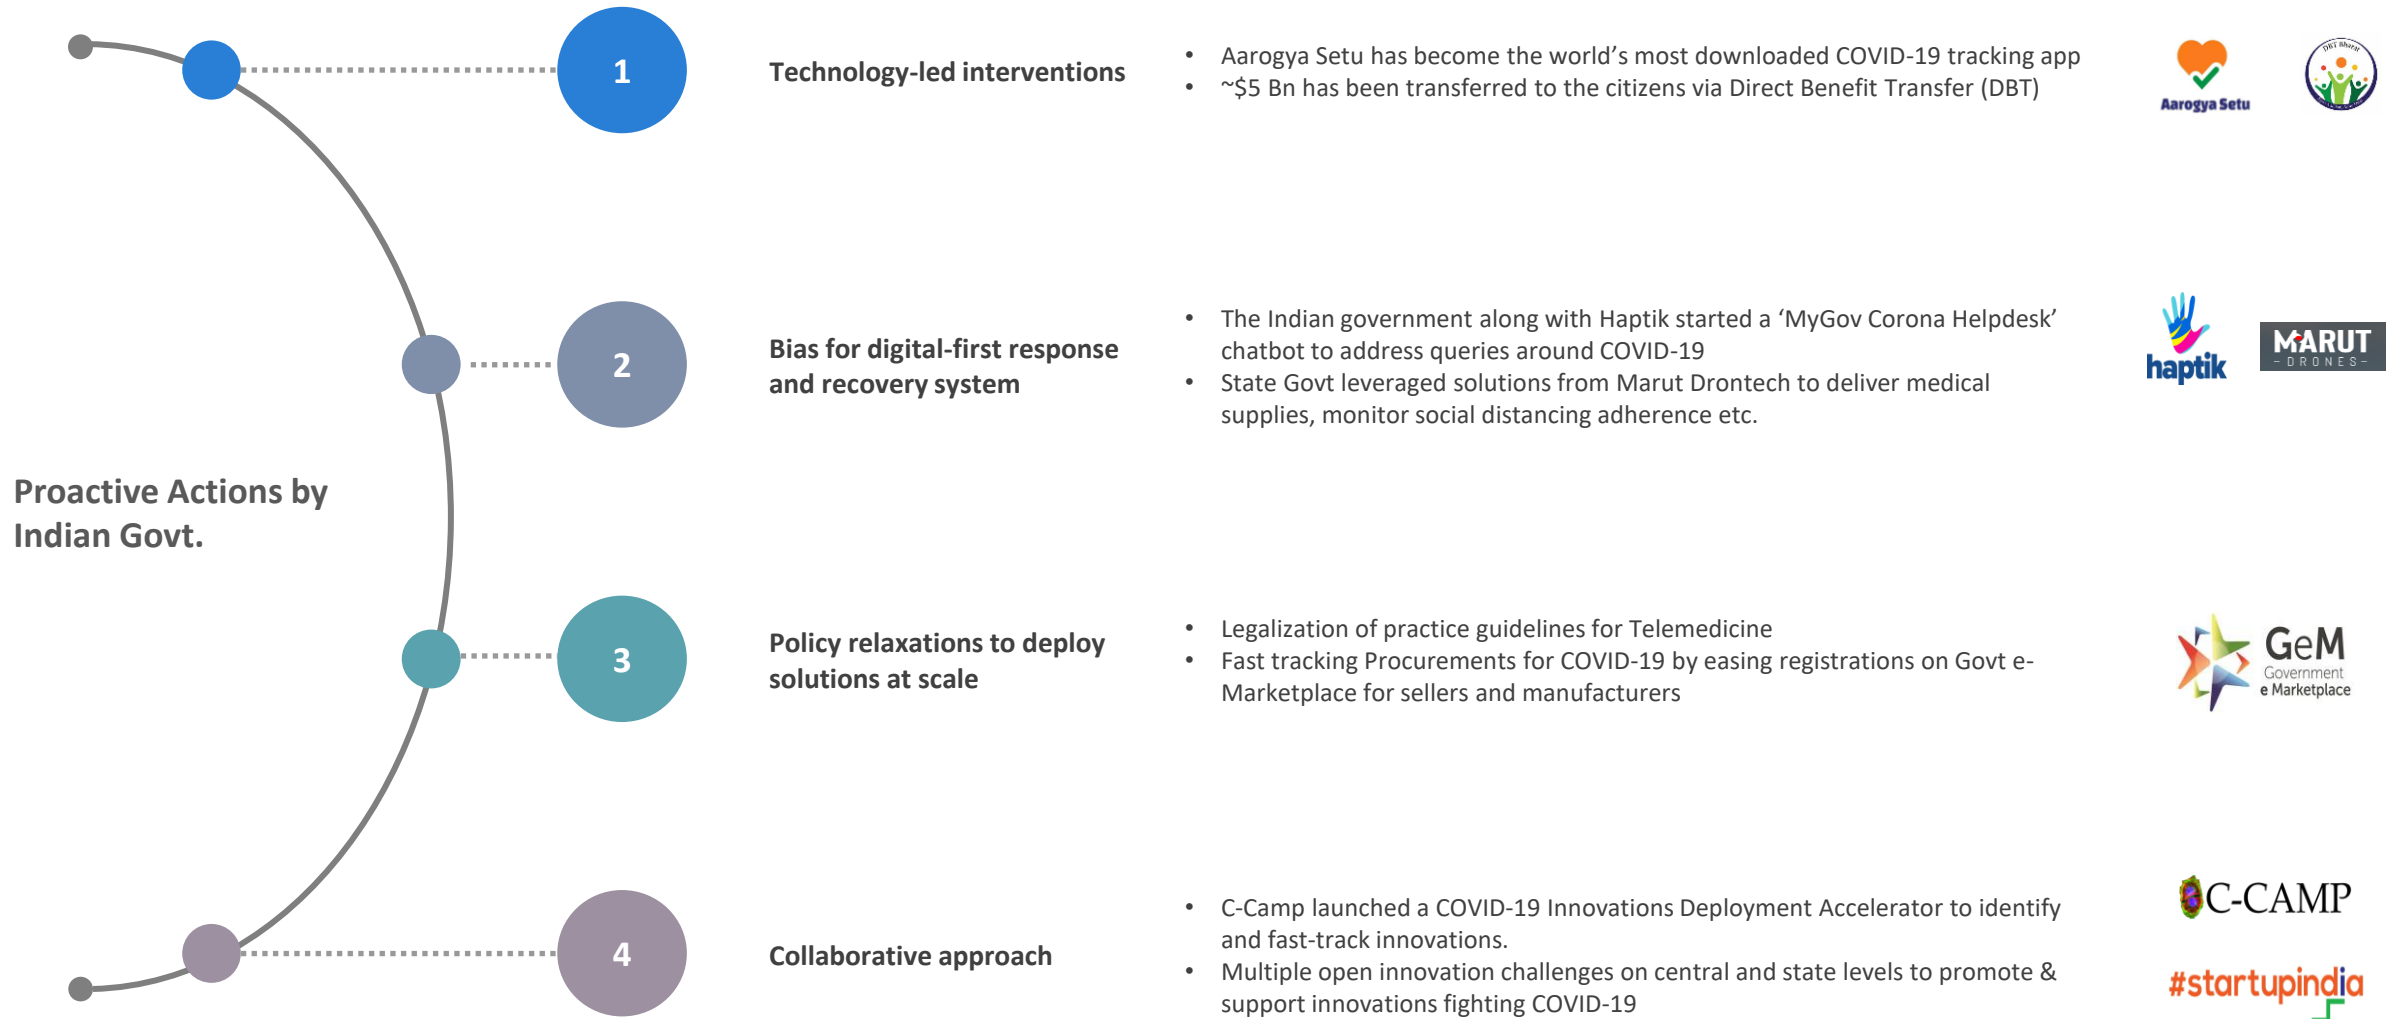 1
Technology-led interventions
• Aarogya Setu has become the world’s most downloaded COVID-19 tracking app
• ~$5 Bn has been transferred to the citizens via Direct Benefit Transfer (DBT)
Aarogya Setu
DBT Bharat
2
Bias for digital-first response
and recovery system
• The Indian government along with Haptik started a ‘MyGov Corona Helpdesk’
chatbot to address queries around COVID-19
• State Govt leveraged solutions from Marut Drontech to deliver medical
supplies, monitor social distancing adherence etc.
haptik
MARUT
- DRONES -
Proactive Actions by
Indian Govt.
3
Policy relaxations to deploy
solutions at scale
• Legalization of practice guidelines for Telemedicine
• Fast tracking Procurements for COVID-19 by easing registrations on Govt e-
Marketplace for sellers and manufacturers
GeM
Government
e Marketplace
4
Collaborative approach
• C-Camp launched a COVID-19 Innovations Deployment Accelerator to identify
and fast-track innovations.
• Multiple open innovation challenges on central and state levels to promote &
support innovations fighting COVID-19
C-CAMP
#startupindia